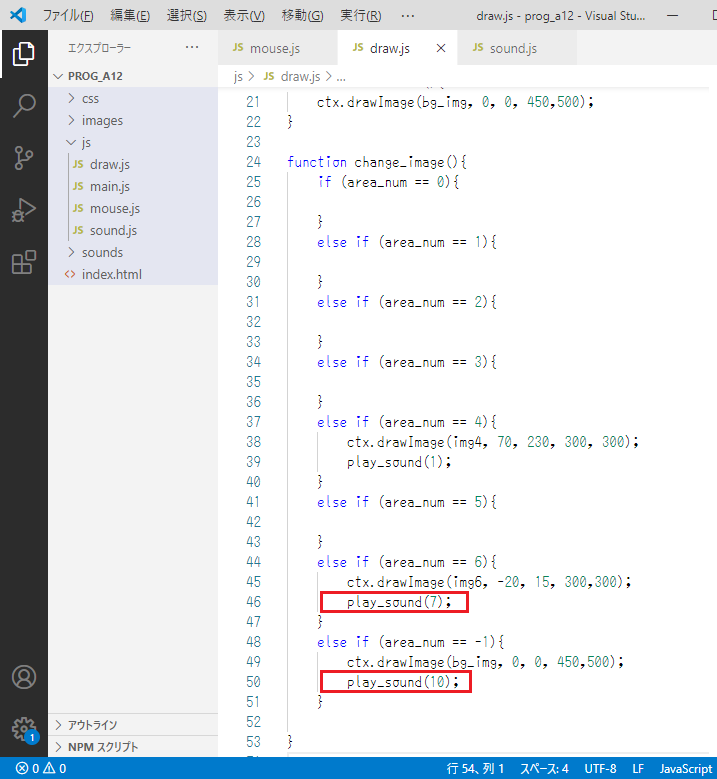 ファイル(F) 編集(E) 選択(S) 表示(V) 移動(G) 実行(R) ··· draw.js - prog_a12 - Visual Stu...
エクスプローラー ···
PROG_A12
css
images
js
JS draw.js
JS main.js
JS mouse.js
JS sound.js
sounds
<> index.html
アウトライン
NPM スクリプト
1
JS mouse.js JS draw.js × JS sound.js
js > JS draw.js > ...
21 ctx.drawImage(bg_img, 0, 0, 450,500);
22 }
23
24 function change_image(){
25 if (area_num == 0){
26
27 }
28 else if (area_num == 1){
29
30 }
31 else if (area_num == 2){
32
33 }
34 else if (area_num == 3){
35
36 }
37 else if (area_num == 4){
38 ctx.drawImage(img4, 70, 230, 300, 300);
39 play_sound(1);
40 }
41 else if (area_num == 5){
42
43 }
44 else if (area_num == 6){
45 ctx.drawImage(img6, -20, 15, 300,300);
46 play_sound(7);
47 }
48 else if (area_num == -1){
49 ctx.drawImage(bg_img, 0, 0, 450,500);
50 play_sound(10);
51 }
52
53 }
0 0 行 54、列 1 スペース: 4 UTF-8 LF JavaScript